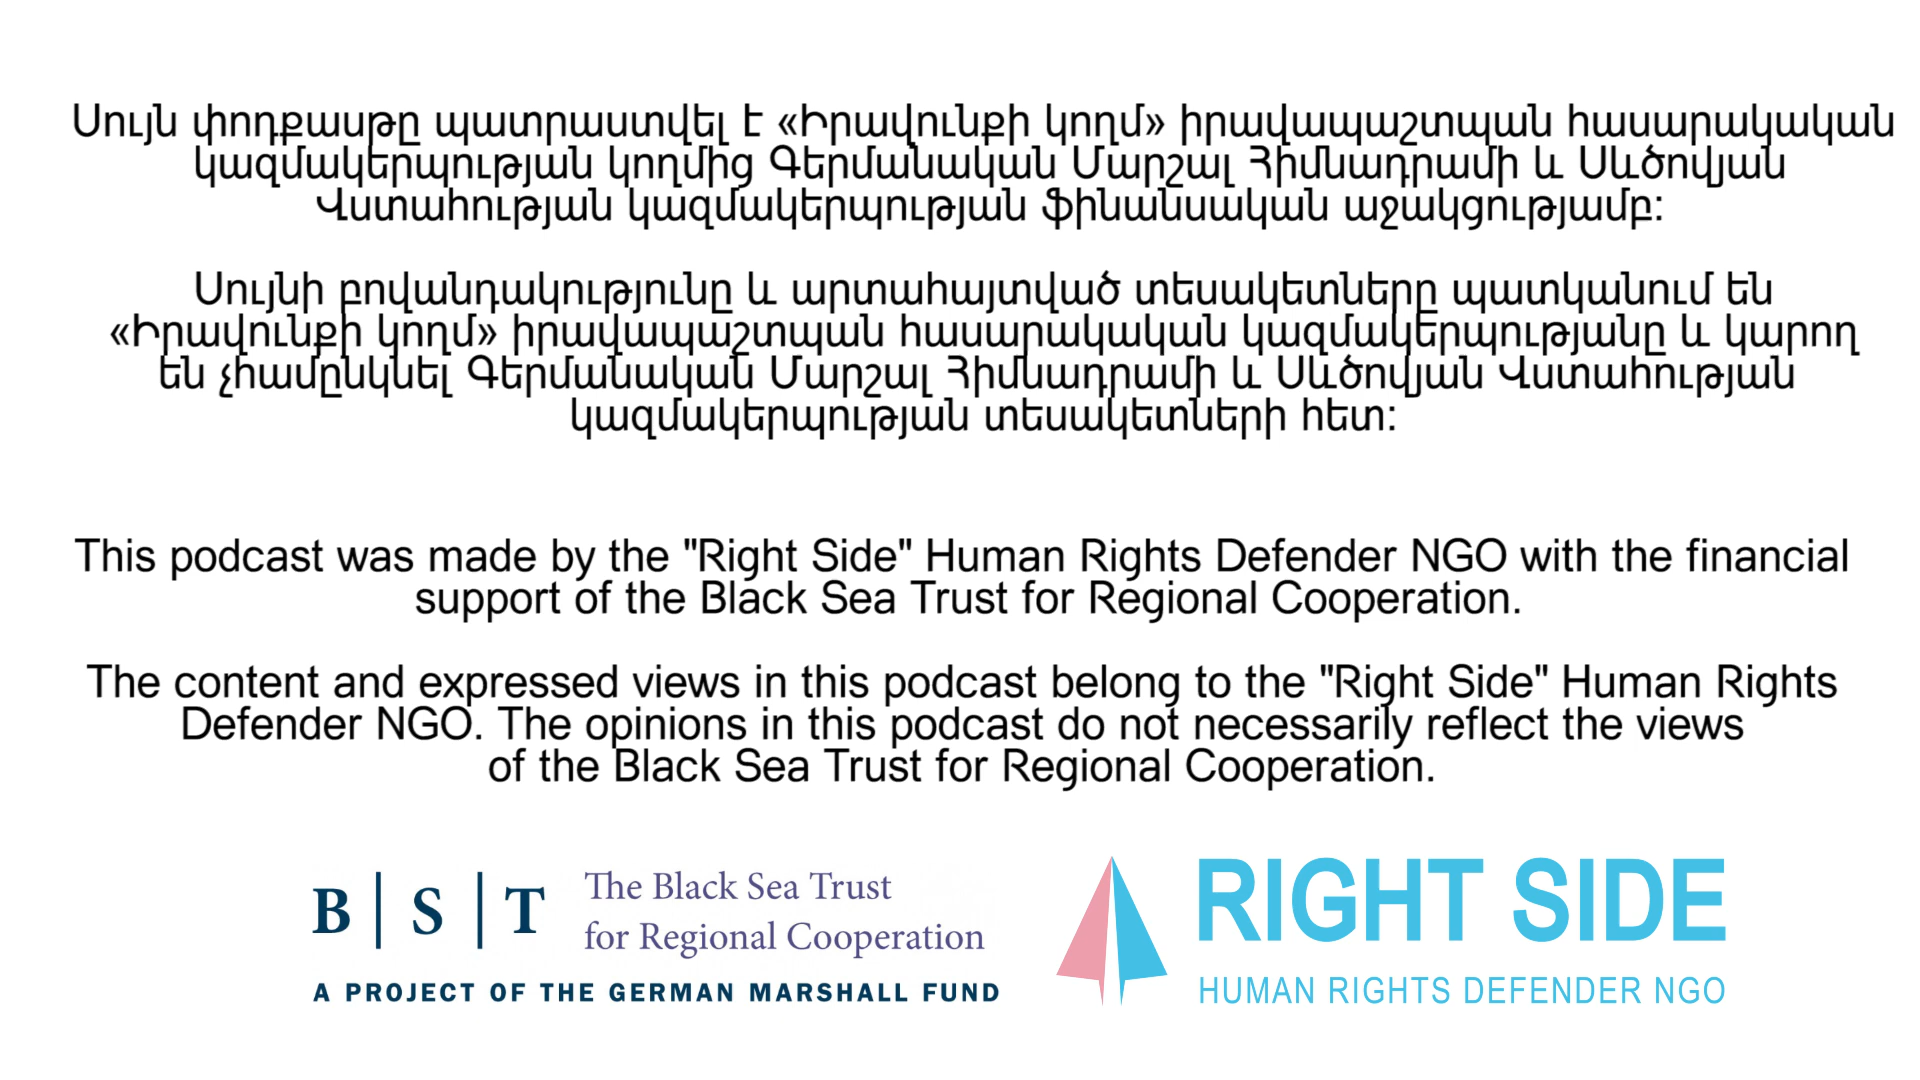 Սույն փոդքասթը պատրաստվել է «Իրավունքի կողմ» իրավապաշտպան հասարակական
կազմակերպության կողմից Գերմանական Մարշալ Հիմնադրամի և Սևծովյան
Վստահության կազմակերպության ֆինանսական աջակցությամբ:
Սույնի բովանդակությունը և արտահայտված տեսակետները պատկանում են
«Իրավունքի կողմ» իրավապաշտպան հասարակական կազմակերպությանը և կարող
են չհամընկնել Գերմանական Մարշալ Հիմնադրամի և Սևծովյան Վստահության
կազմակերպության տեսակետների հետ:
This podcast was made by the "Right Side" Human Rights Defender NGO with the financial
support of the Black Sea Trust for Regional Cooperation.
The content and expressed views in this podcast belong to the "Right Side" Human Rights
Defender NGO. The opinions in this podcast do not necessarily reflect the views
of the Black Sea Trust for Regional Cooperation.
B | S | T
The Black Sea Trust
for Regional Cooperation
A PROJECT OF THE GERMAN MARSHALL FUND
RIGHT SIDE
HUMAN RIGHTS DEFENDER NGO